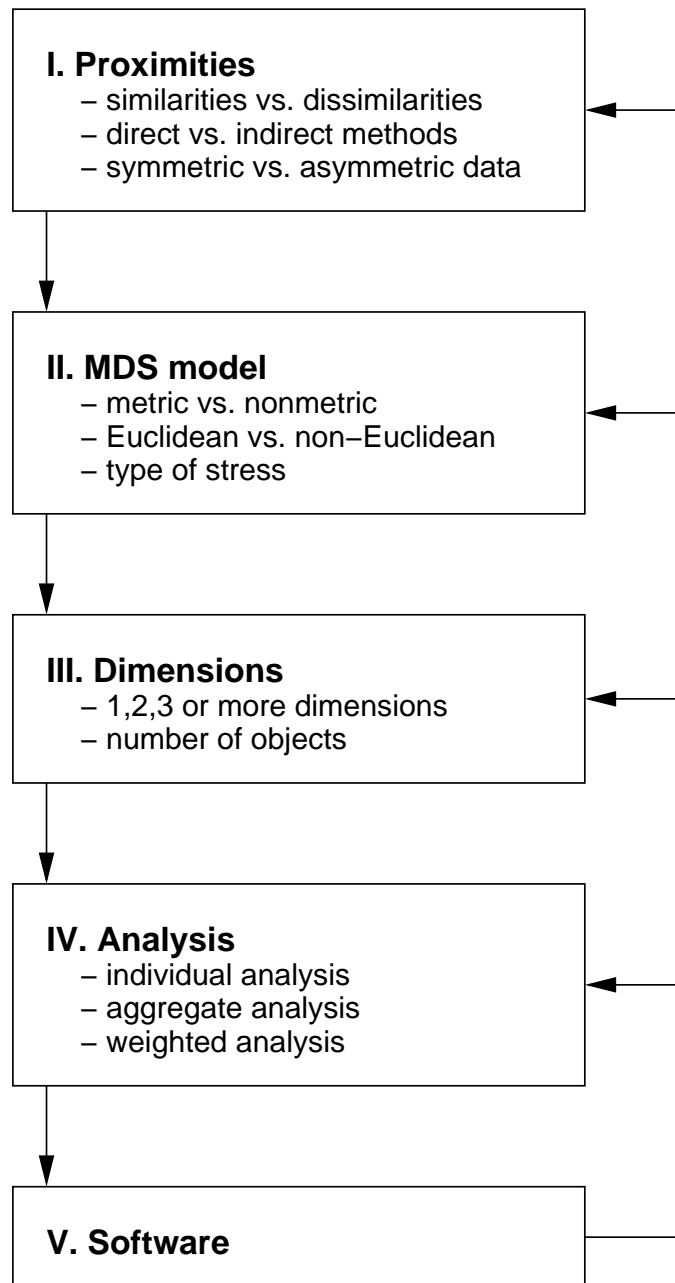 I. Proximities
– similarities vs. dissimilarities
– direct vs. indirect methods
– symmetric vs. asymmetric data
II. MDS model
– metric vs. nonmetric
– Euclidean vs. non−Euclidean
– type of stress
III. Dimensions
– 1,2,3 or more dimensions
– number of objects
IV. Analysis
– individual analysis
– aggregate analysis
– weighted analysis
V. Software